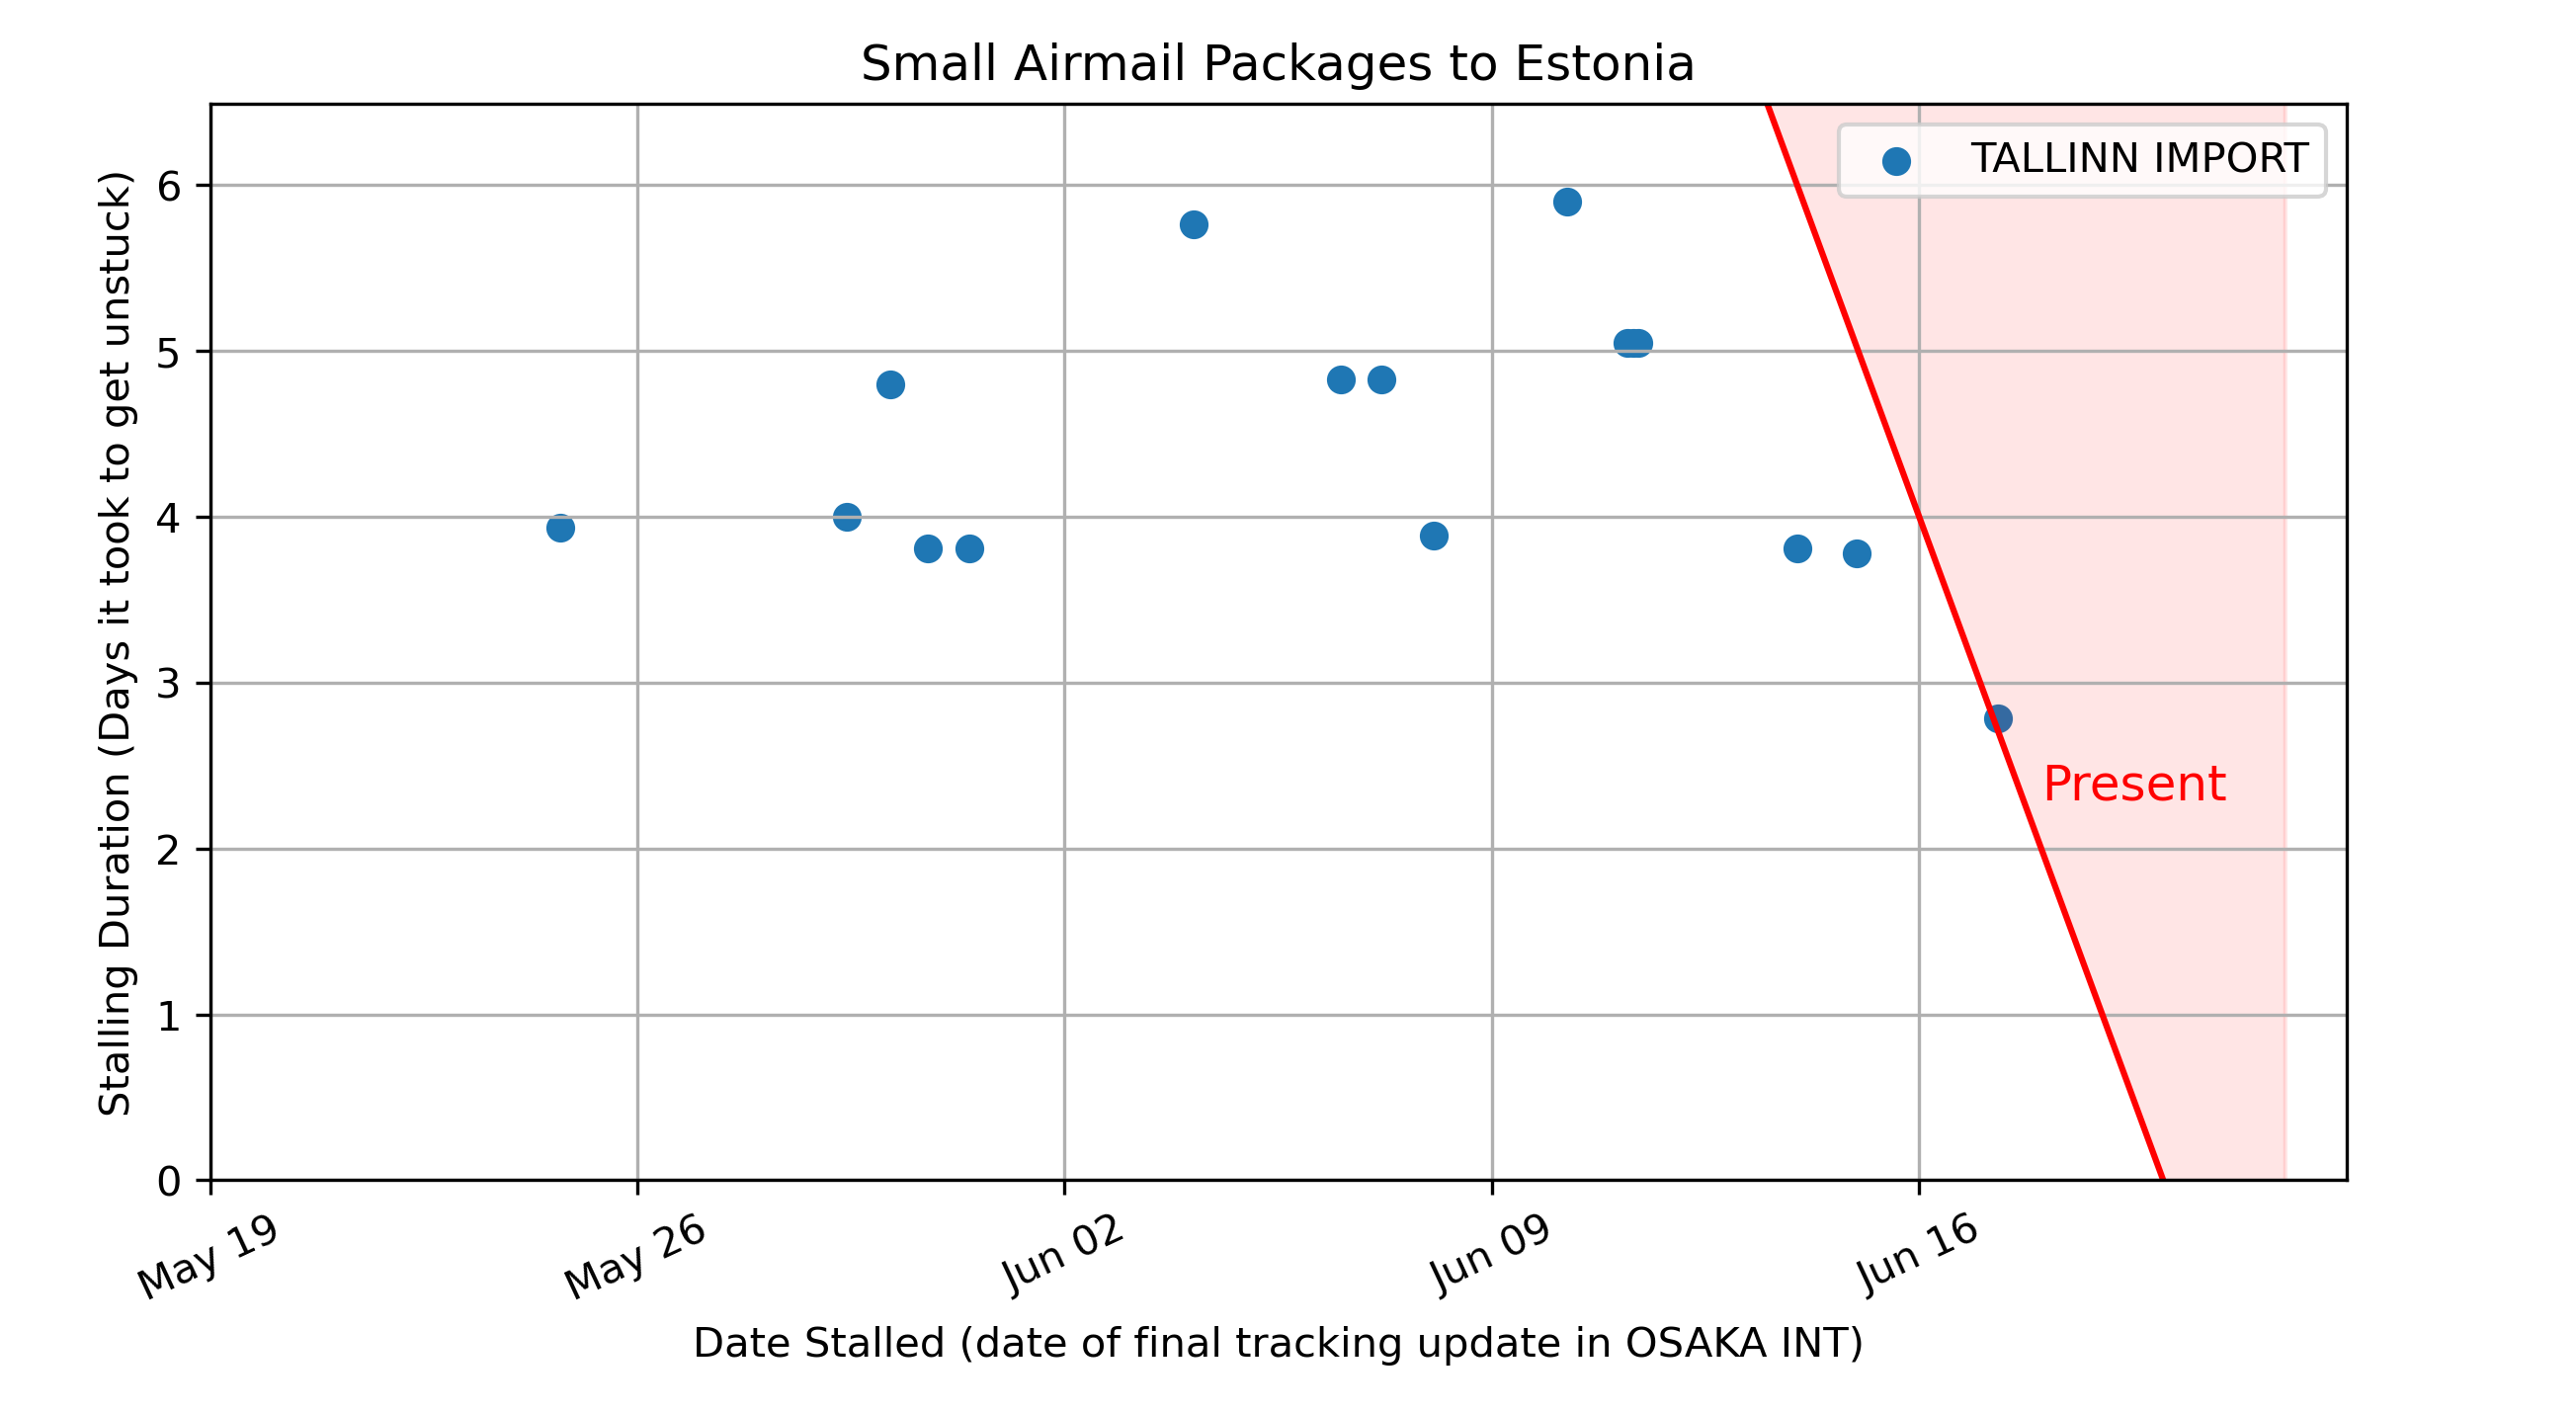 Small Airmail Packages to Estonia
TALLINN IMPORT
Stalling Duration (Days it took to get unstuck)
6
5
4
3
2
1
0
Present
May 19
May 26
Jun 02
Jun 09
Jun 16
Date Stalled (date of final tracking update in OSAKA INT)